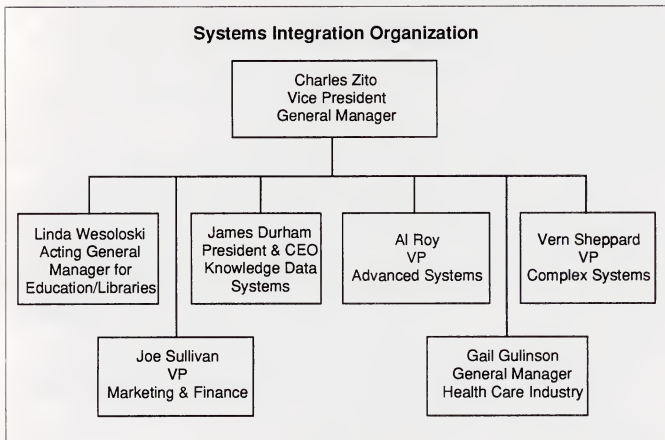 Systems Integration Organization
Charles Zito
Vice President
General Manager
Linda Wesoloski
Acting General
Manager for
Education/Libraries
James Durham
President & CEO
Knowledge Data
Systems
Al Roy
VP
Advanced Systems
Vern Sheppard
VP
Complex Systems
Joe Sullivan
VP
Marketing & Finance
Gail Gulinson
General Manager
Health Care Industry